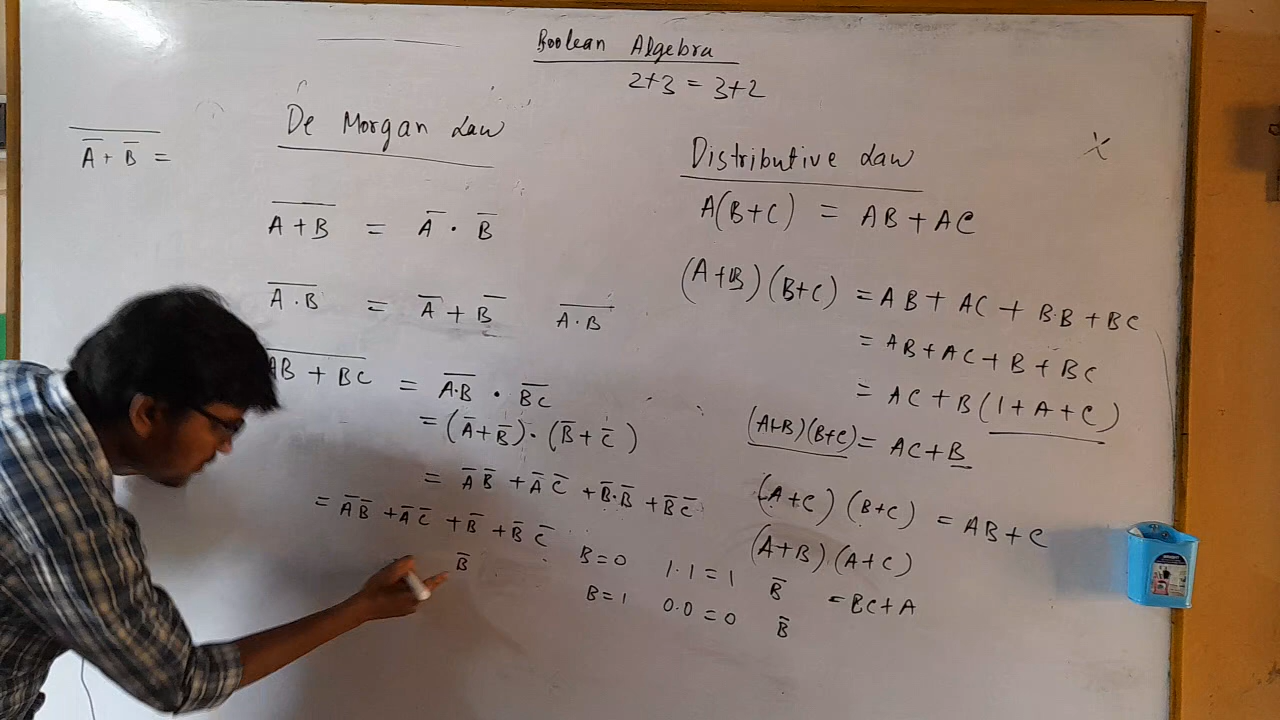 Boolean Algebra
2+3 = 3+2
De Morgan Law
A̅ + B̅ =
A + B = A̅ · B̅
A · B = A̅ + B̅ A · B
AB + BC = A·B · BC
= (A̅ + B̅) · (B̅ + C̅)
= A̅ B̅ + A̅ C̅ + B̅·B̅ + B̅ C̅
= A̅ B̅ + A̅ C̅ + B̅ + B̅ C̅
B̅
B=0 1·1=1 B̅
B=1 0·0=0 B̅
Distributive Law
A(B+C) = AB + AC
(A+B)(B+C) = AB + AC + B·B + BC
= AB + AC + B + BC
= AC + B(1+A+C)
(A+B)(B+C) = AC+B
(A+C)(B+C) = AB+C
(A+B)(A+C)
= BC+A